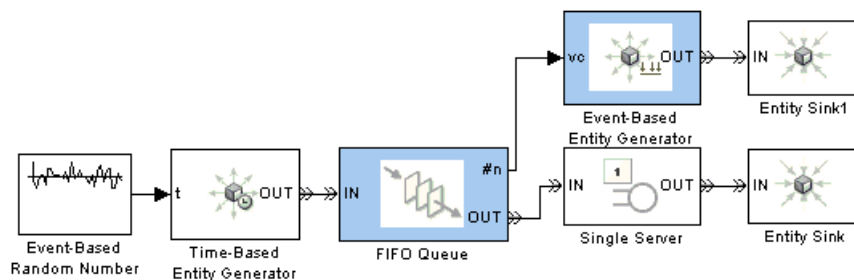 vc
OUT
IN
Event-Based
Entity Generator
Entity Sink1
t
OUT
IN
#n
OUT
1
IN
OUT
IN
Event-Based
Random Number
Time-Based
Entity Generator
FIFO Queue
Single Server
Entity Sink